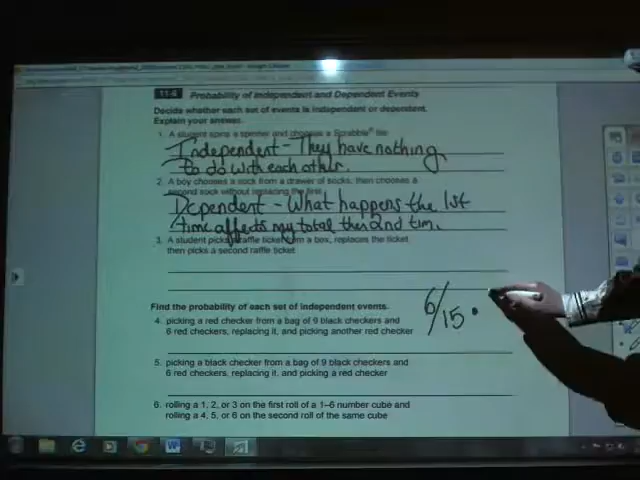 11-4 Probability of Independent and Dependent Events
Decide whether each set of events is independent or dependent.
Explain your answer.
1. A student spins a spinner and chooses a Scrabble® tile.
Independent - They have nothing
to do with each other.
2. A boy chooses a sock from a drawer of socks, then chooses a
second sock without replacing the first.
Dependent - What happens the 1st
time affects my total the 2nd tim.
3. A student picks a raffle ticket from a box, replaces the ticket
then picks a second raffle ticket
Find the probability of each set of independent events.
4. picking a red checker from a bag of 9 black checkers and
6 red checkers, replacing it, and picking another red checker
6/15 •
5. picking a black checker from a bag of 9 black checkers and
6 red checkers, replacing it, and picking a red checker
6. rolling a 1, 2, or 3 on the first roll of a 1–6 number cube and
rolling a 4, 5, or 6 on the second roll of the same cube